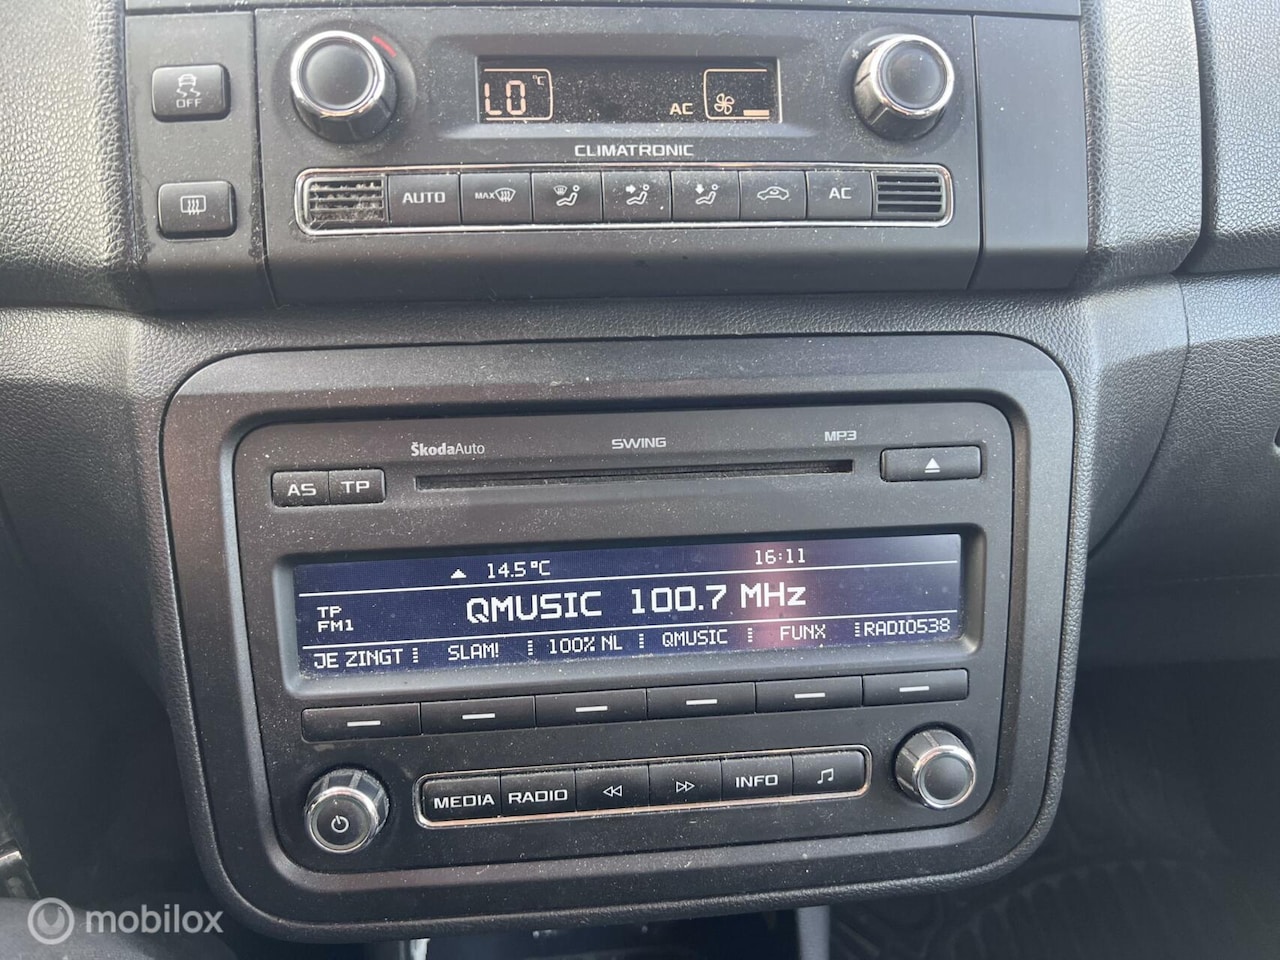 OFF
LO °C AC
CLIMATRONIC
AUTO MAX AC
ŠkodaAuto SWING MP3
AS TP
14.5°C 16:11
TP
FM1
QMUSIC 100.7 MHz
JE ZINGT SLAM! 100% NL QMUSIC FUNX RADIO538
MEDIA RADIO INFO
mobilox